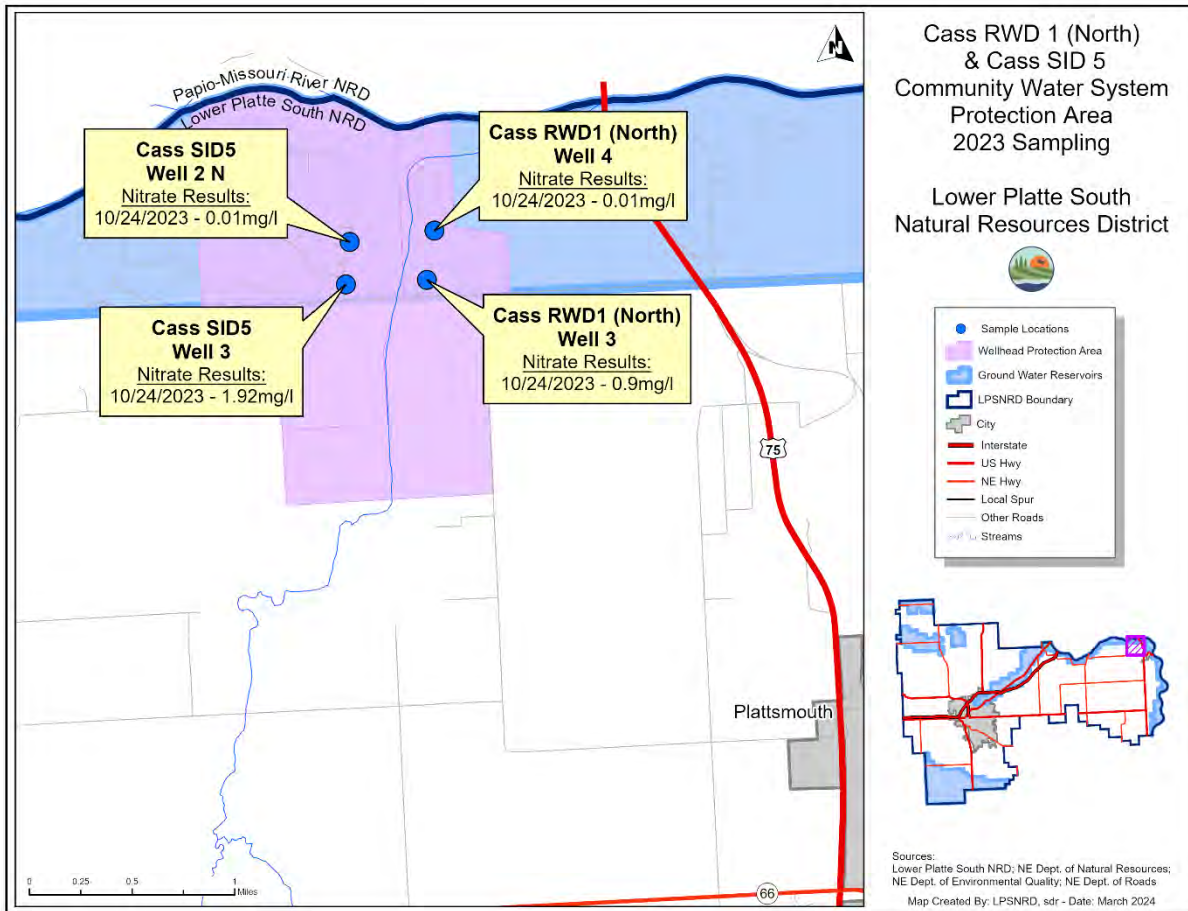 Cass RWD 1 (North)
& Cass SID 5
Community Water System
Protection Area
2023 Sampling
Lower Platte South
Natural Resources District
N
Papio-Missouri River NRD
Lower Platte South NRD
Cass SID5
Well 2 N
Nitrate Results:
10/24/2023 - 0.01mg/l
Cass RWD1 (North)
Well 4
Nitrate Results:
10/24/2023 - 0.01mg/l
Cass SID5
Well 3
Nitrate Results:
10/24/2023 - 1.92mg/l
Cass RWD1 (North)
Well 3
Nitrate Results:
10/24/2023 - 0.9mg/l
75
Plattsmouth
66
0 0.25 0.5 1
Miles
Sample Locations
Wellhead Protection Area
Ground Water Reservoirs
LPSNRD Boundary
City
Interstate
US Hwy
NE Hwy
Local Spur
Other Roads
Streams
Sources:
Lower Platte South NRD; NE Dept. of Natural Resources;
NE Dept. of Environmental Quality; NE Dept. of Roads
Map Created By: LPSNRD, sdr - Date: March 2024